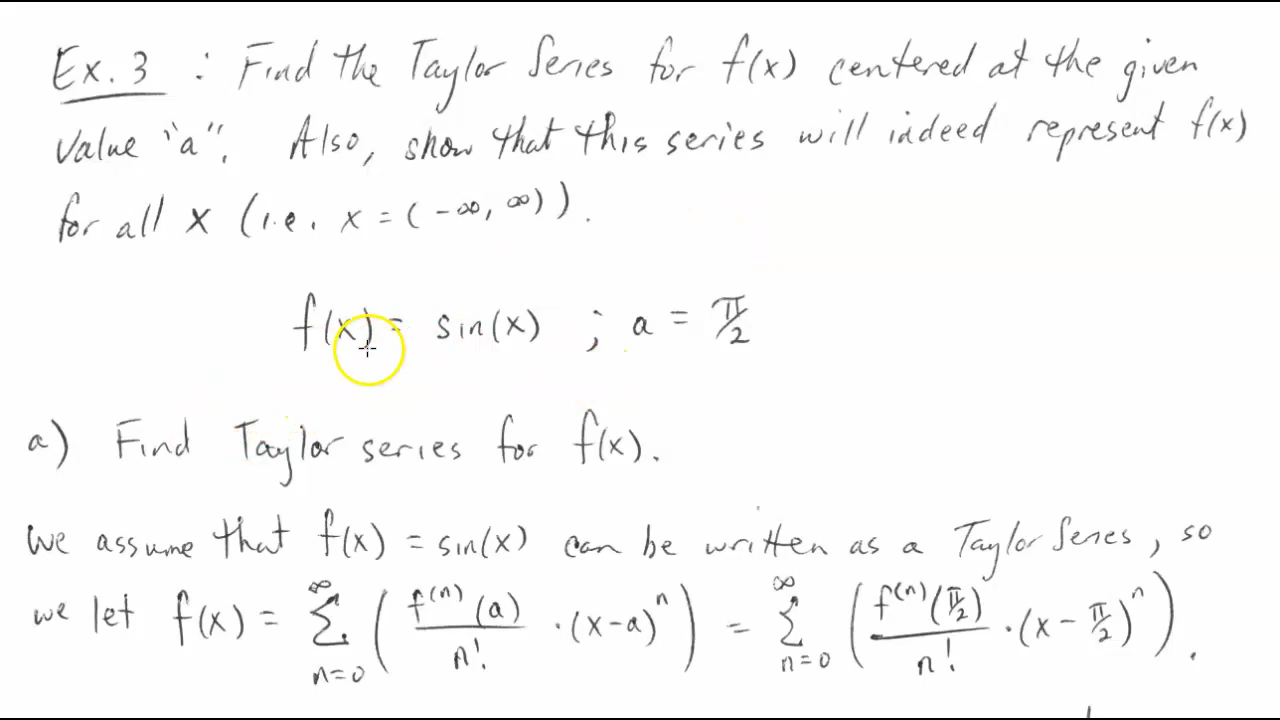 Ex. 3 : Find the Taylor Series for f(x) centered at the given
value "a". Also, show that this series will indeed represent f(x)
for all x (i.e. x = (-∞, ∞)).
f(x) = sin(x) ; a = π/2
a) Find Taylor series for f(x).
We assume that f(x) = sin(x) can be written as a Taylor Series, so
we let f(x) = ∑_{n=0}^{∞} ( f^{(n)}(a) / n! · (x-a)^n ) = ∑_{n=0}^{∞} ( f^{(n)}(π/2) / n! · (x - π/2)^n ).